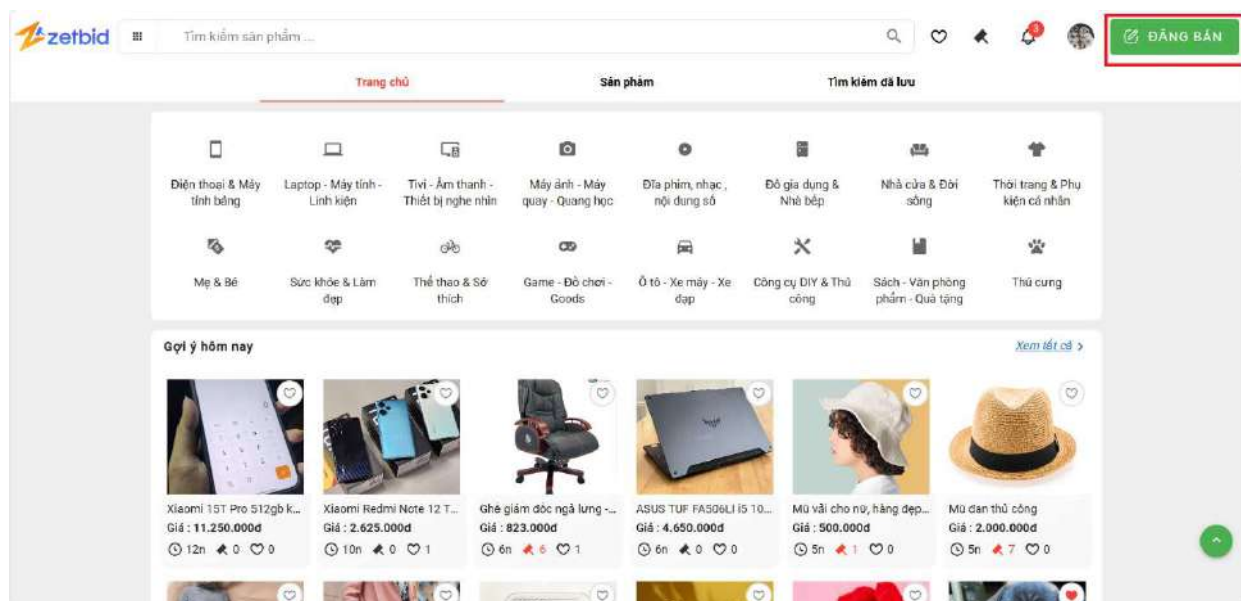 zetbid
Tìm kiếm sản phẩm ...
3
ĐĂNG BÁN
Trang chủ
Sản phẩm
Tìm kiếm đã lưu
Điện thoại & Máy
tính bảng
Laptop - Máy tính -
Linh kiện
Tivi - Âm thanh -
Thiết bị nghe nhìn
Máy ảnh - Máy
quay - Quang học
Đĩa phim, nhạc ,
nội dung số
Đồ gia dụng &
Nhà bếp
Nhà cửa & Đời
sống
Thời trang & Phụ
kiện cá nhân
Mẹ & Bé
Sức khỏe & Làm
đẹp
Thể thao & Sở
thích
Game - Đồ chơi -
Goods
Ô tô - Xe máy - Xe
đạp
Công cụ DIY & Thủ
công
Sách - Văn phòng
phẩm - Quà tặng
Thú cưng
Gợi ý hôm nay
Xem tất cả >
Xiaomi 15T Pro 512gb k...
Giá : 11.250.000đ
12n 0 0
Xiaomi Redmi Note 12 T...
Giá : 2.625.000đ
10n 0 1
Ghế giám đốc ngả lưng -...
Giá : 823.000đ
6n 6 1
ASUS TUF FA506LI i5 10...
Giá : 4.650.000đ
6n 0 0
Mũ vải cho nữ, hàng đẹp...
Giá : 500.000đ
5n 1 0
Mũ đan thủ công
Giá : 2.000.000đ
5n 7 0